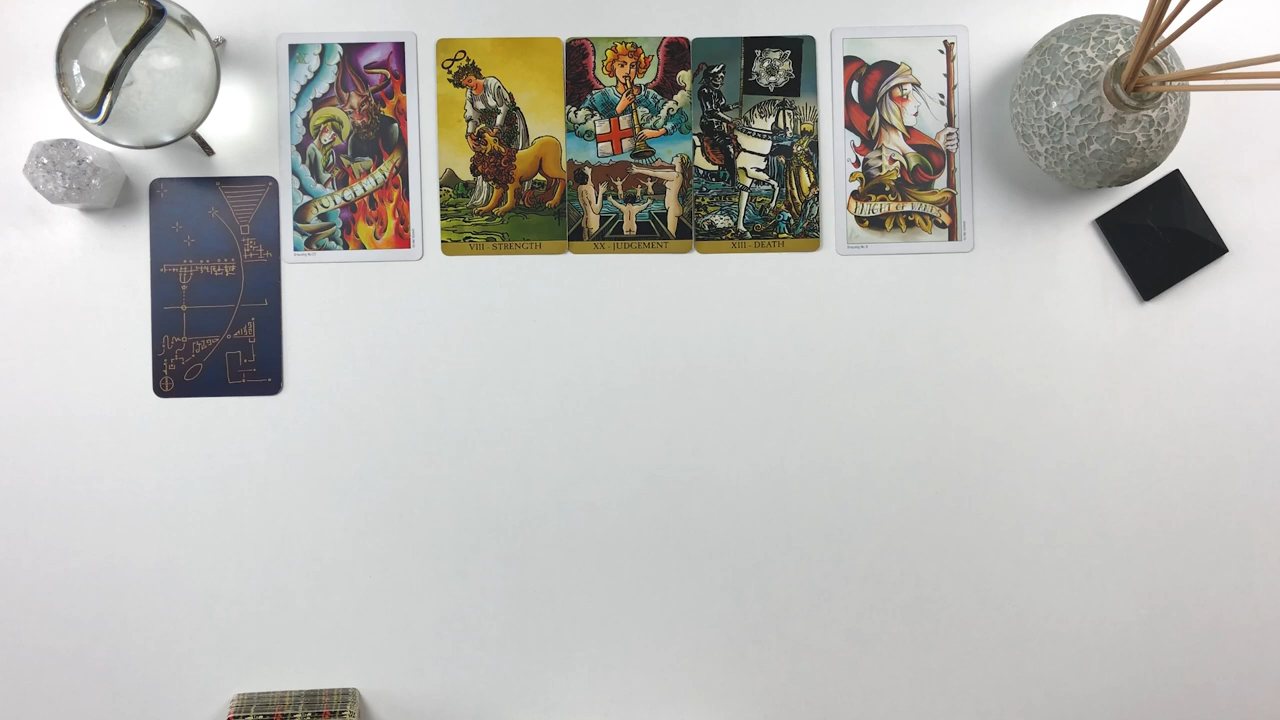 JUDGEMENT
VIII - STRENGTH
XX - JUDGEMENT
XIII - DEATH
KNIGHT OF WANDS